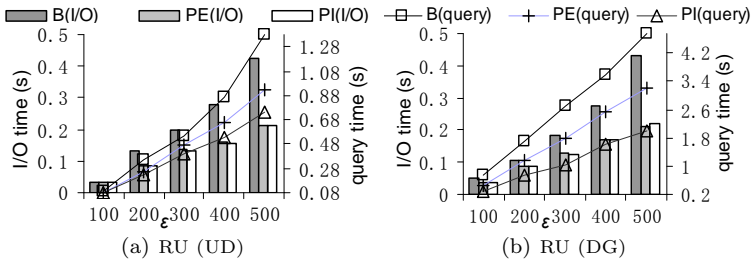 B(I/O) PE(I/O) PI(I/O) B(query) PE(query) PI(query)
I/O time (s)
0.5
0.4
0.3
0.2
0.1
0
100 200 300 400 500
ε
1.28
1.08
0.88
0.68
0.48
0.28
0.08
query time (s)
(a) RU (UD)
I/O time (s)
0.5
0.4
0.3
0.2
0.1
0
100 200 300 400 500
ε
4.2
3.4
2.6
1.8
1
0.2
query time (s)
(b) RU (DG)